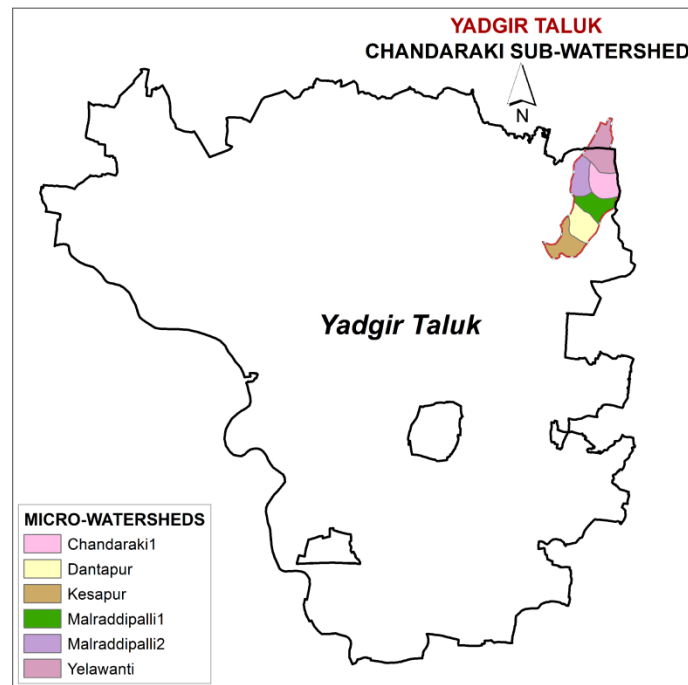 YADGIR TALUK
CHANDARAKI SUB-WATERSHED
N
Yadgir Taluk
MICRO-WATERSHEDS
Chandaraki1
Dantapur
Kesapur
Malraddipalli1
Malraddipalli2
Yelawanti